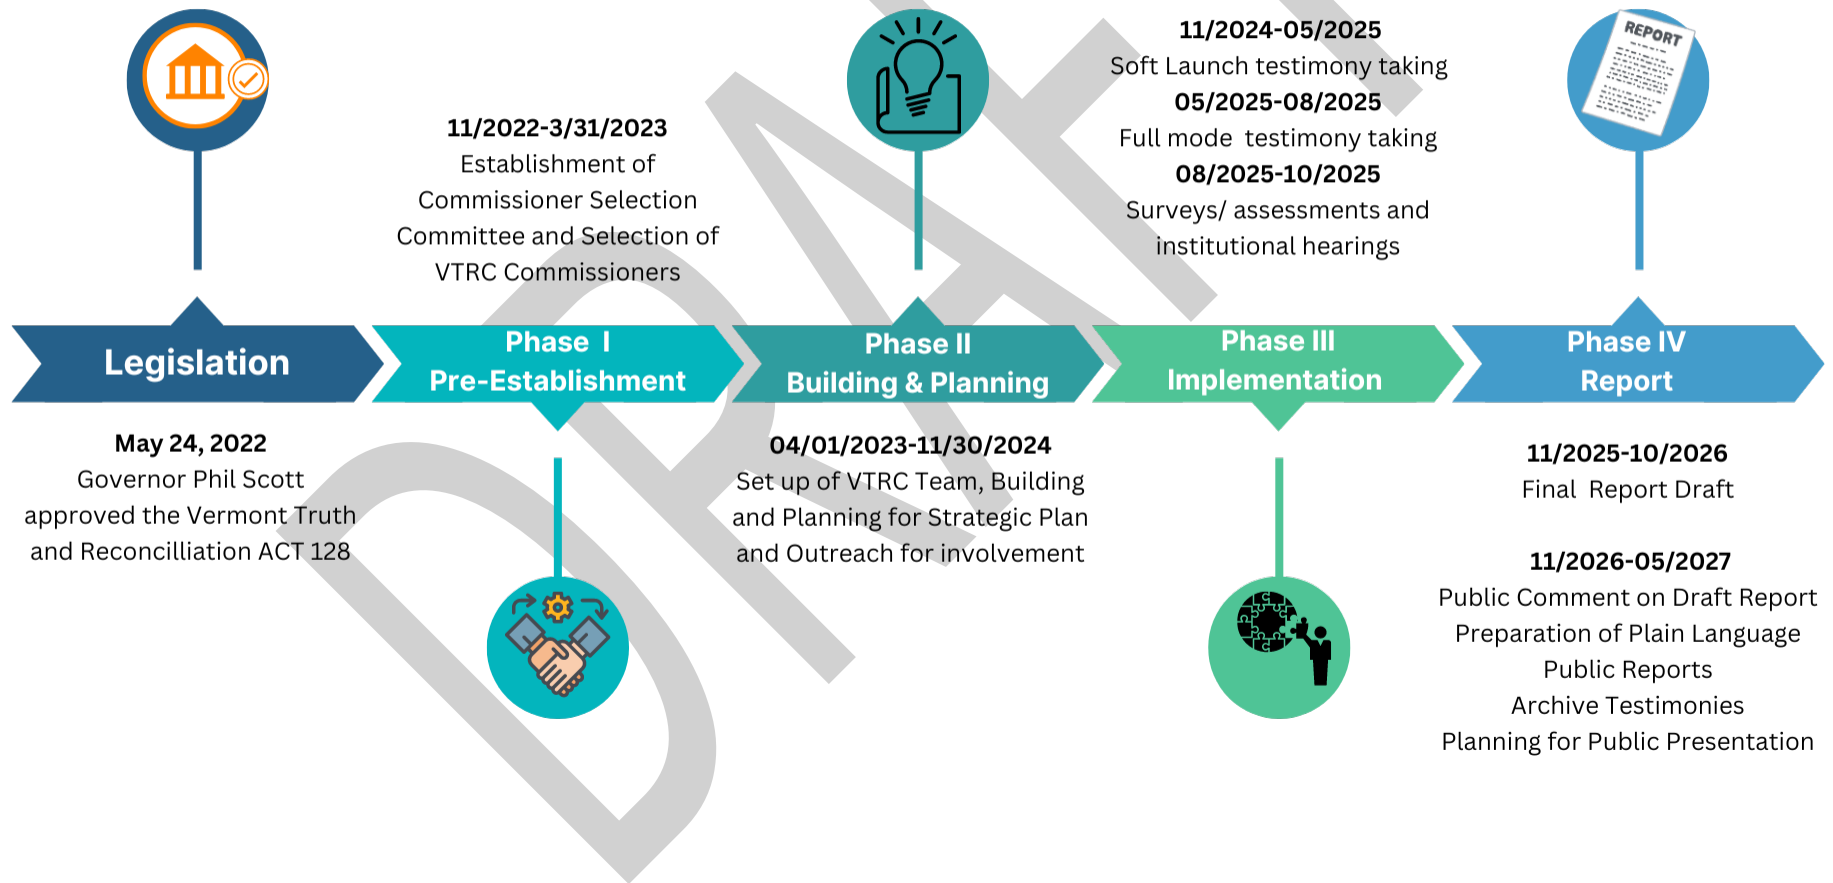 Legislation
May 24, 2022
Governor Phil Scott
approved the Vermont Truth
and Reconcilliation ACT 128
11/2022-3/31/2023
Establishment of
Commissioner Selection
Committee and Selection of
VTRC Commissioners
Phase I
Pre-Establishment
Phase II
Building & Planning
04/01/2023-11/30/2024
Set up of VTRC Team, Building
and Planning for Strategic Plan
and Outreach for involvement
11/2024-05/2025
Soft Launch testimony taking
05/2025-08/2025
Full mode testimony taking
08/2025-10/2025
Surveys/ assessments and
institutional hearings
Phase III
Implementation
REPORT
Phase IV
Report
11/2025-10/2026
Final Report Draft
11/2026-05/2027
Public Comment on Draft Report
Preparation of Plain Language
Public Reports
Archive Testimonies
Planning for Public Presentation
DRAF